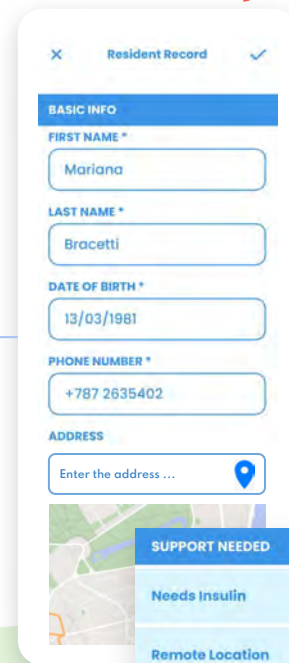 Resident Record
BASIC INFO
FIRST NAME *
Mariana
LAST NAME *
Bracetti
DATE OF BIRTH *
13/03/1981
PHONE NUMBER *
+787 2635402
ADDRESS
Enter the address ...
SUPPORT NEEDED
Needs Insulin
Remote Location